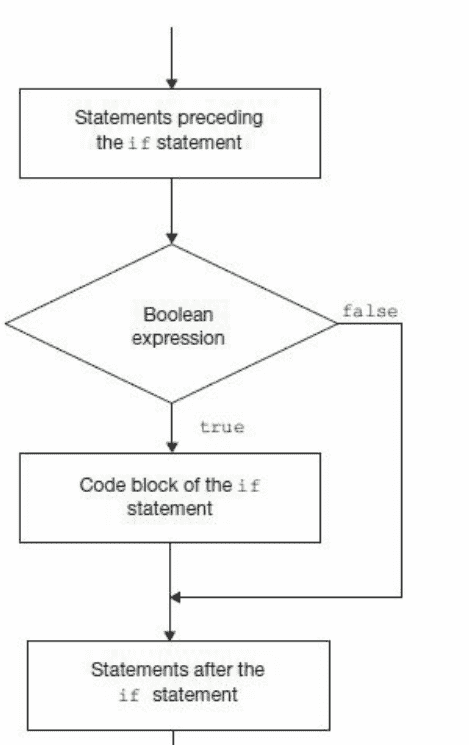 Statements preceding
the if statement
Boolean
expression
false
true
Code block of the if
statement
Statements after the
if statement